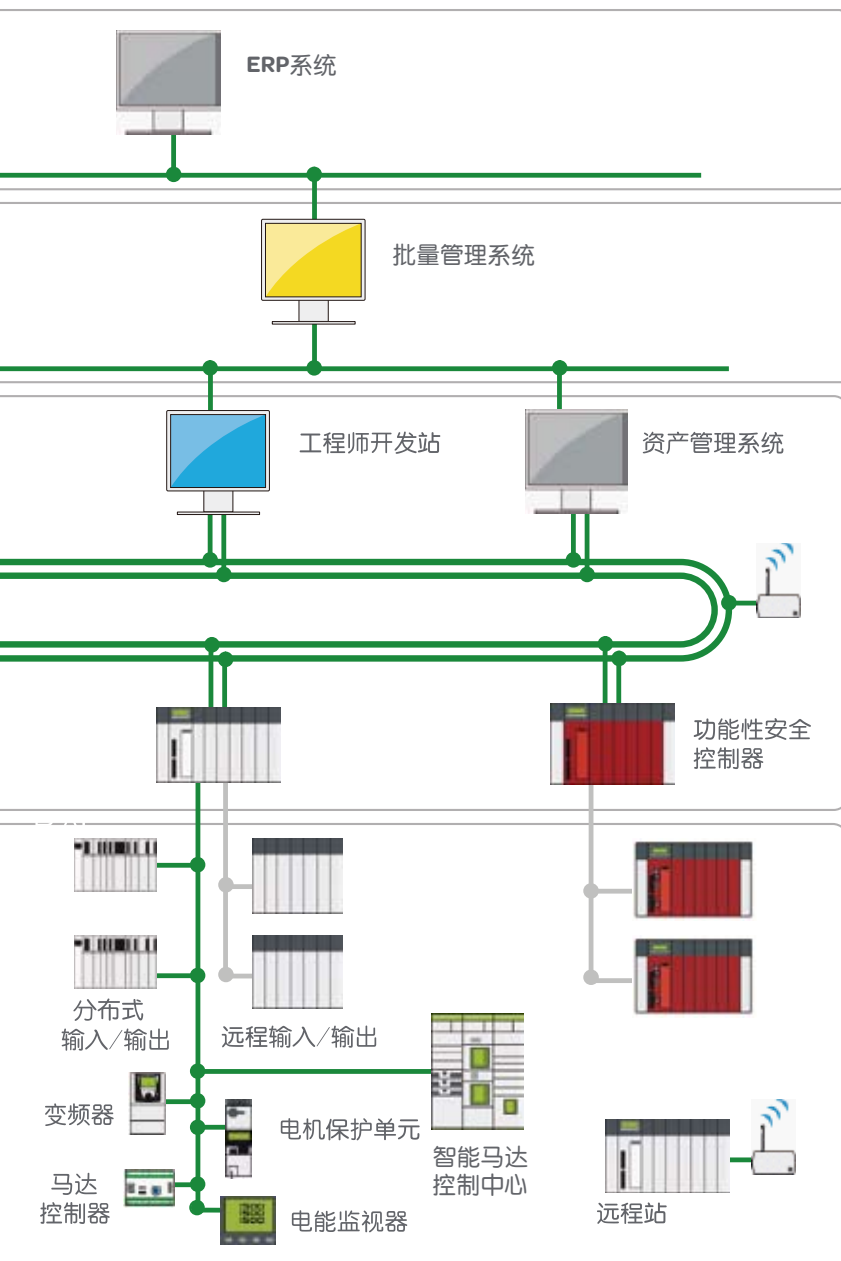 ERP系统
批量管理系统
工程师开发站
资产管理系统
功能性安全
控制器
分布式
输入/输出
远程输入/输出
变频器
电机保护单元
智能马达
控制中心
马达
控制器
电能监视器
远程站